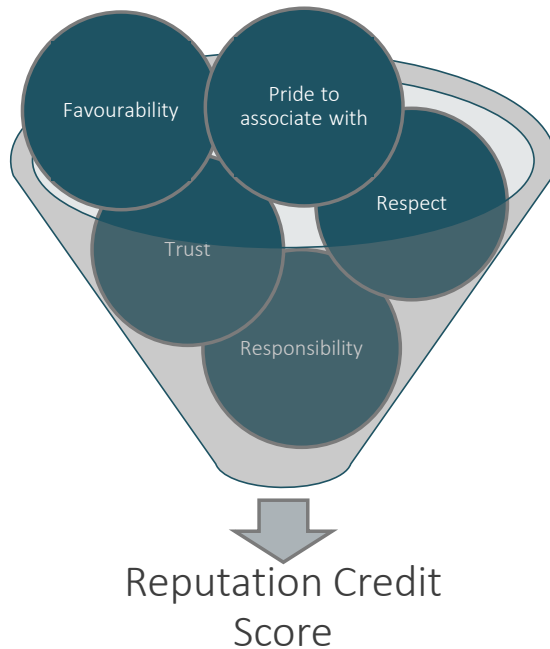 Favourability
Pride to
associate with
Respect
Trust
Responsibility
Reputation Credit
Score